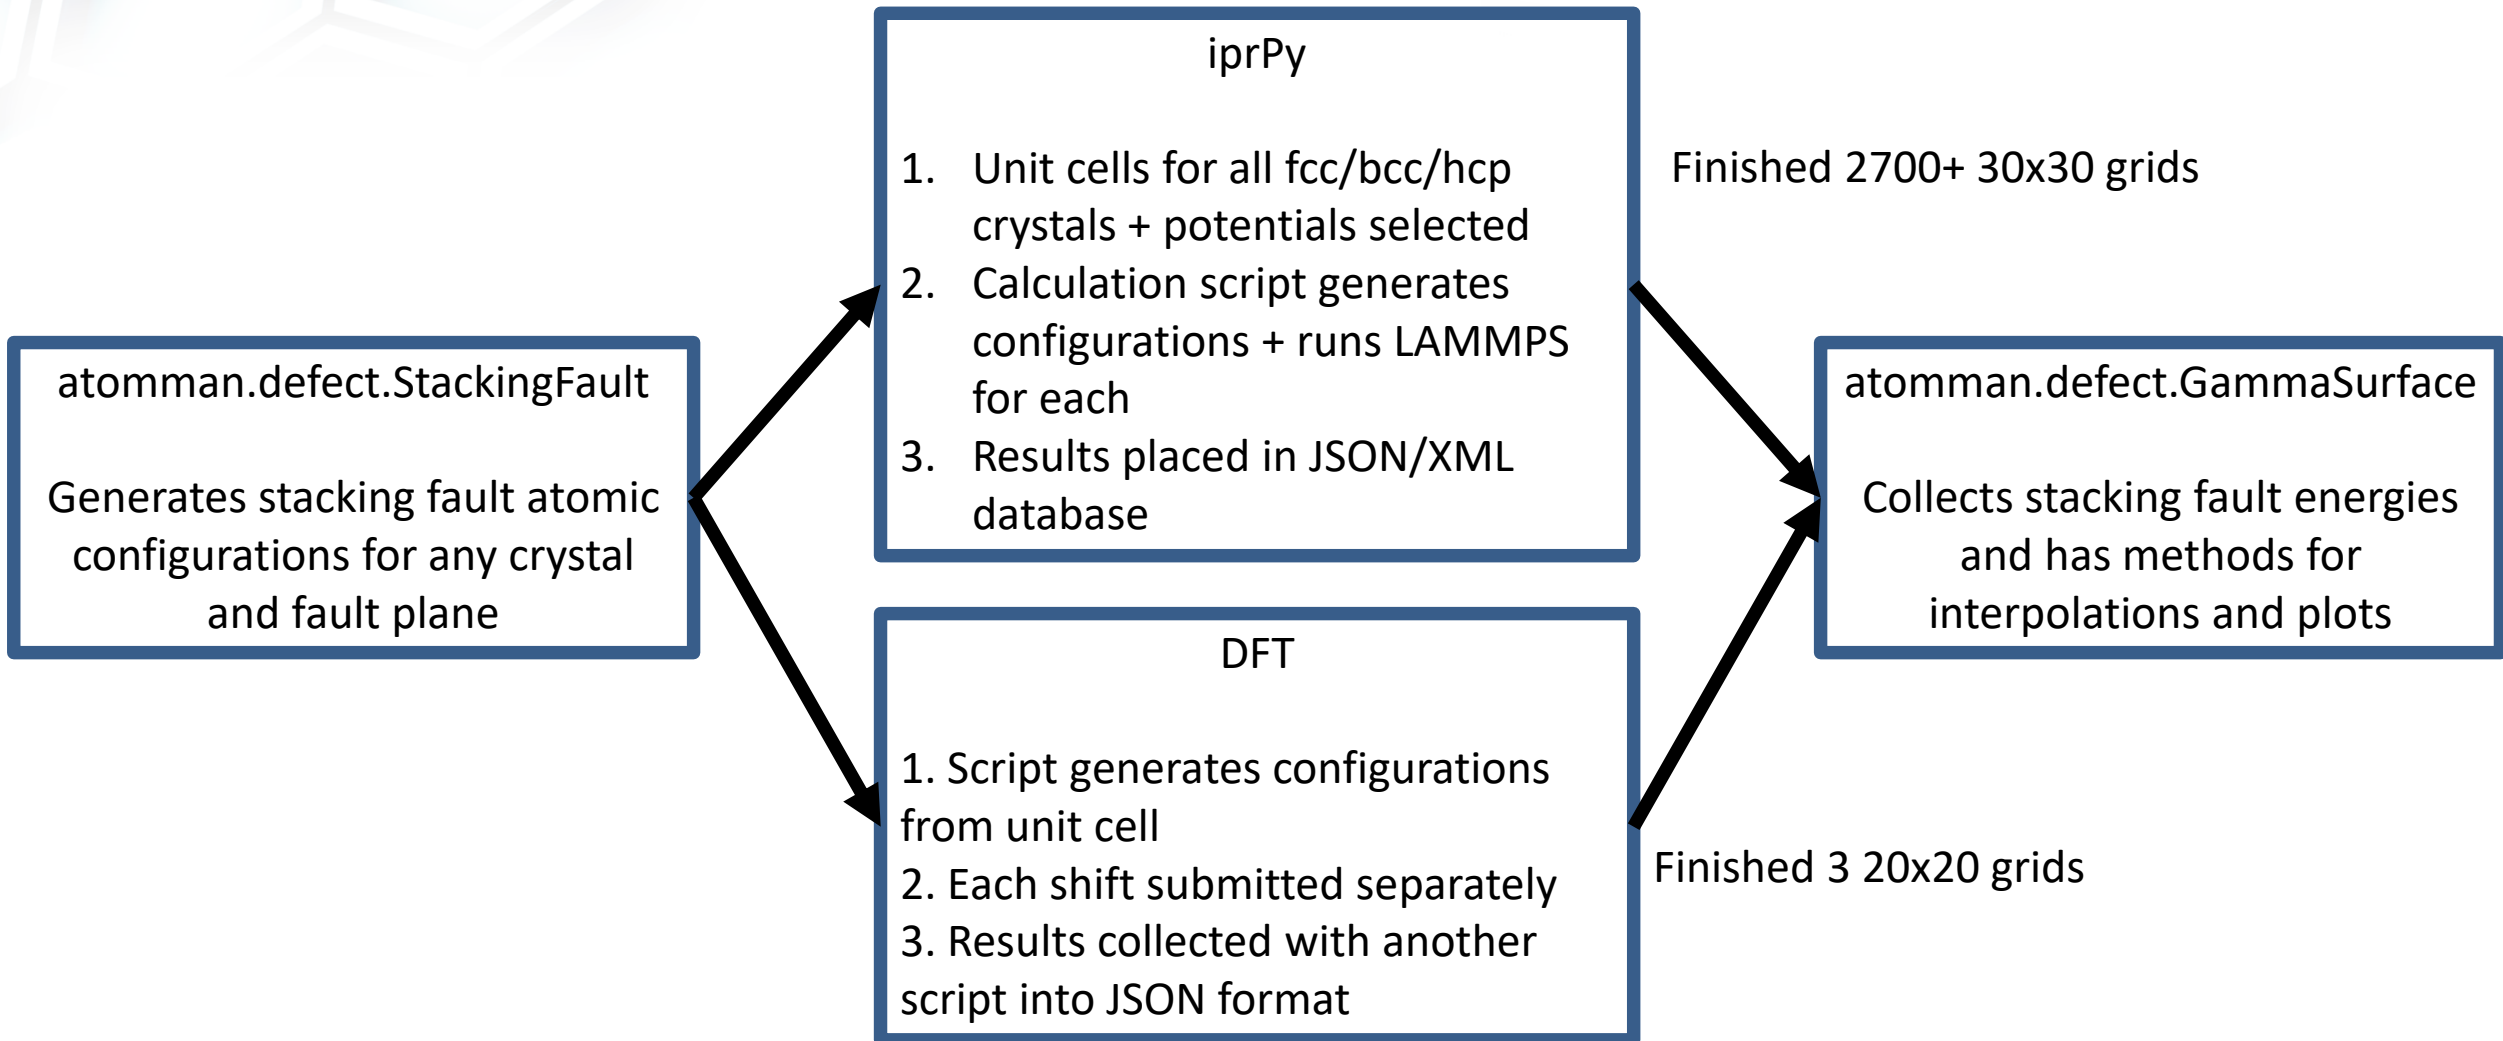 atomman.defect.StackingFault
Generates stacking fault atomic
configurations for any crystal
and fault plane
iprPy
1. Unit cells for all fcc/bcc/hcp
crystals + potentials selected
2. Calculation script generates
configurations + runs LAMMPS
for each
3. Results placed in JSON/XML
database
Finished 2700+ 30x30 grids
DFT
1. Script generates configurations
from unit cell
2. Each shift submitted separately
3. Results collected with another
script into JSON format
Finished 3 20x20 grids
atomman.defect.GammaSurface
Collects stacking fault energies
and has methods for
interpolations and plots